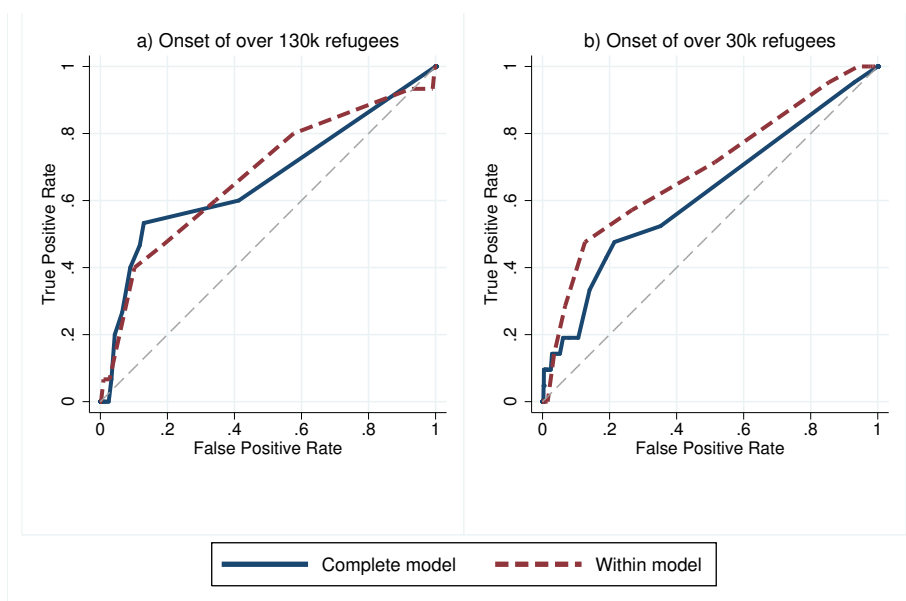 a) Onset of over 130k refugees
True Positive Rate
1
.8
.6
.4
.2
0
0 .2 .4 .6 .8 1
False Positive Rate
b) Onset of over 30k refugees
True Positive Rate
1
.8
.6
.4
.2
0
0 .2 .4 .6 .8 1
False Positive Rate
Complete model Within model